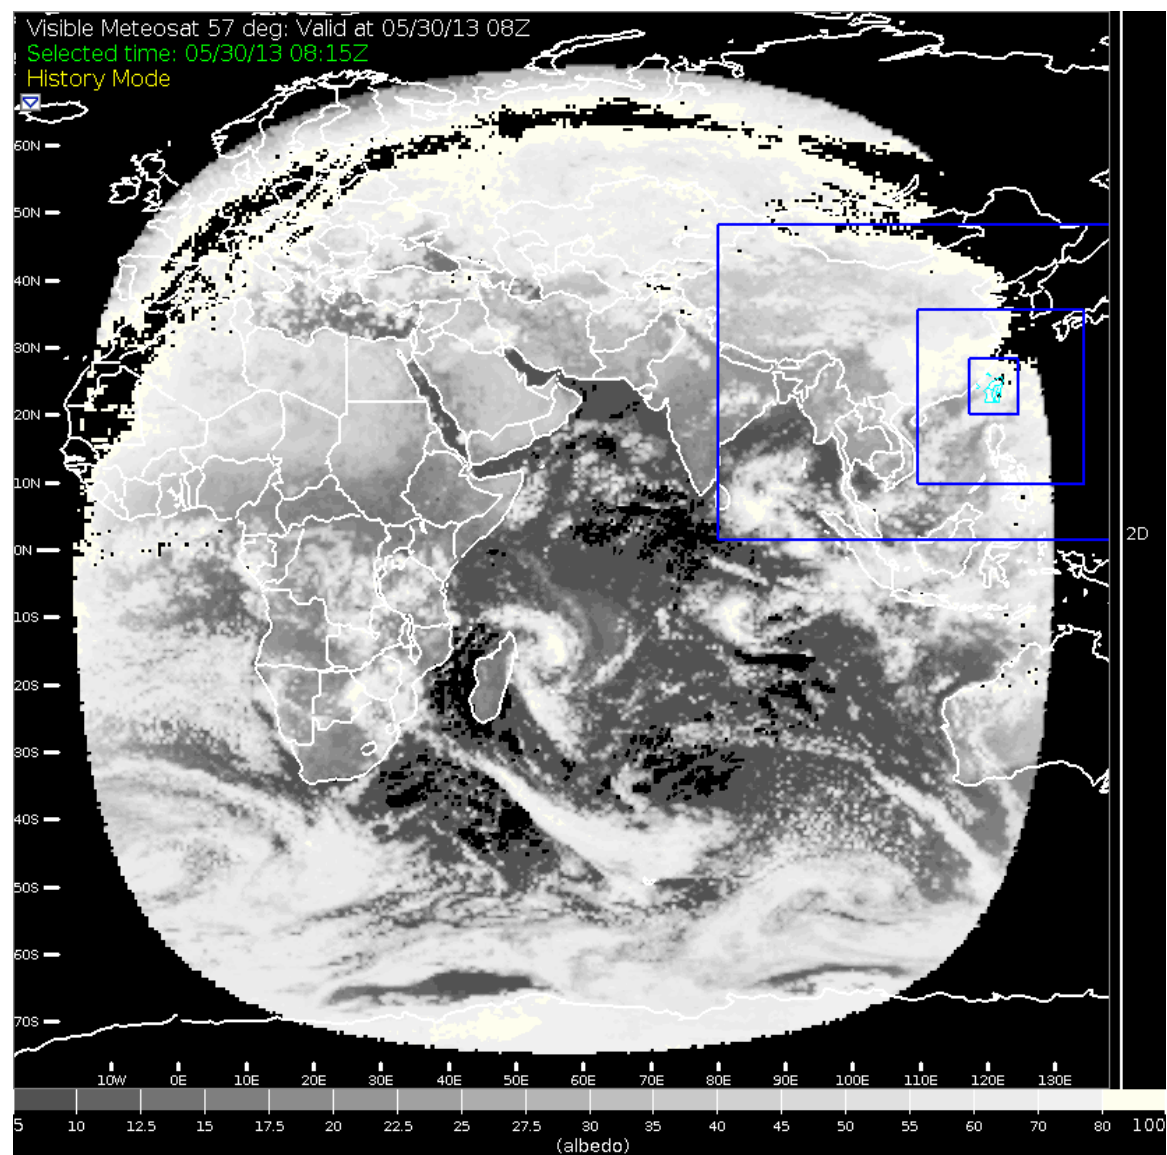 Visible Meteosat 57 deg: Valid at 05/30/13 08Z
Selected time: 05/30/13 08:15Z
History Mode
60N
50N
40N
30N
20N
10N
0N
10S
20S
30S
40S
50S
60S
70S
2D
10W 0E 10E 20E 30E 40E 50E 60E 70E 80E 90E 100E 110E 120E 130E
5 10 12.5 15 17.5 20 22.5 25 27.5 30 35 40 45 50 55 60 70 80 100
(albedo)